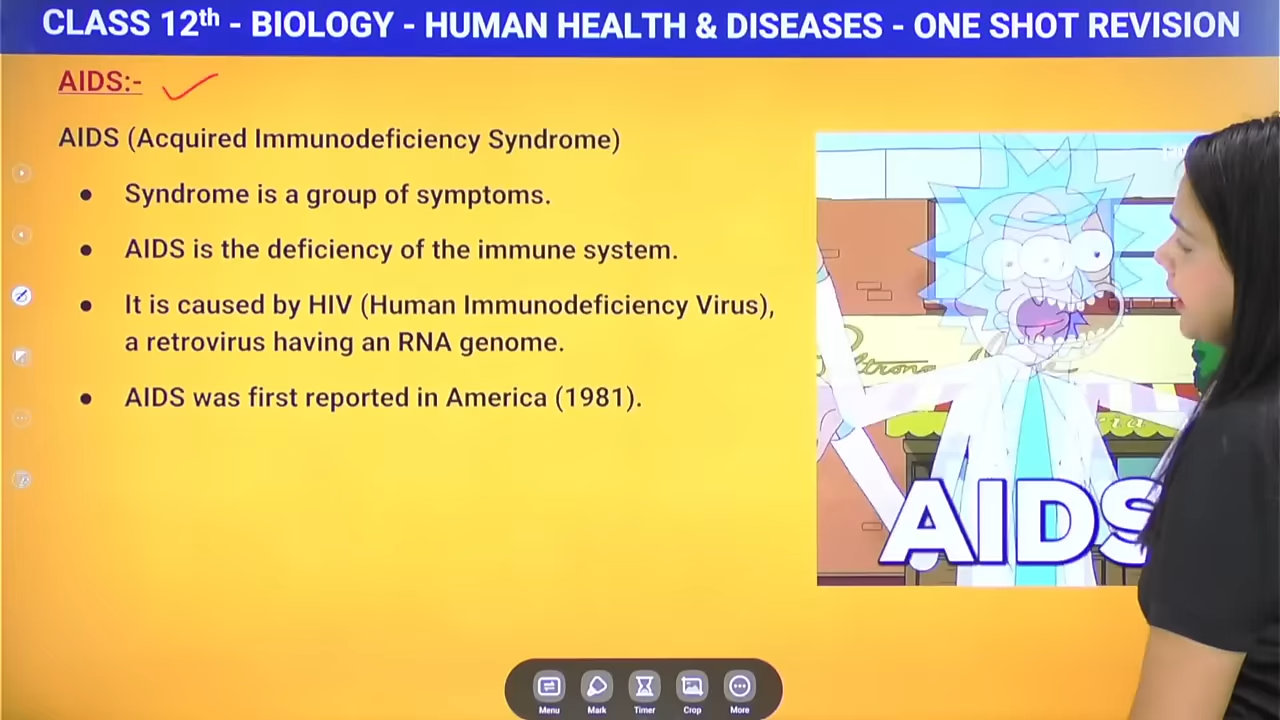 CLASS 12th - BIOLOGY - HUMAN HEALTH & DISEASES - ONE SHOT REVISION
AIDS:-
AIDS (Acquired Immunodeficiency Syndrome)
● Syndrome is a group of symptoms.
● AIDS is the deficiency of the immune system.
● It is caused by HIV (Human Immunodeficiency Virus),
a retrovirus having an RNA genome.
● AIDS was first reported in America (1981).
AIDS
Menu Mark Timer Crop More